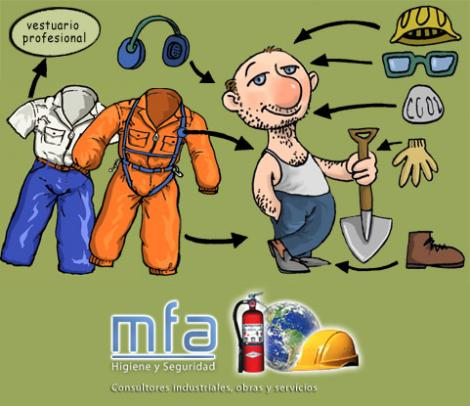 vestuario
profesional
mfa
Higiene y Seguridad
Consultores industriales, obras y servicios